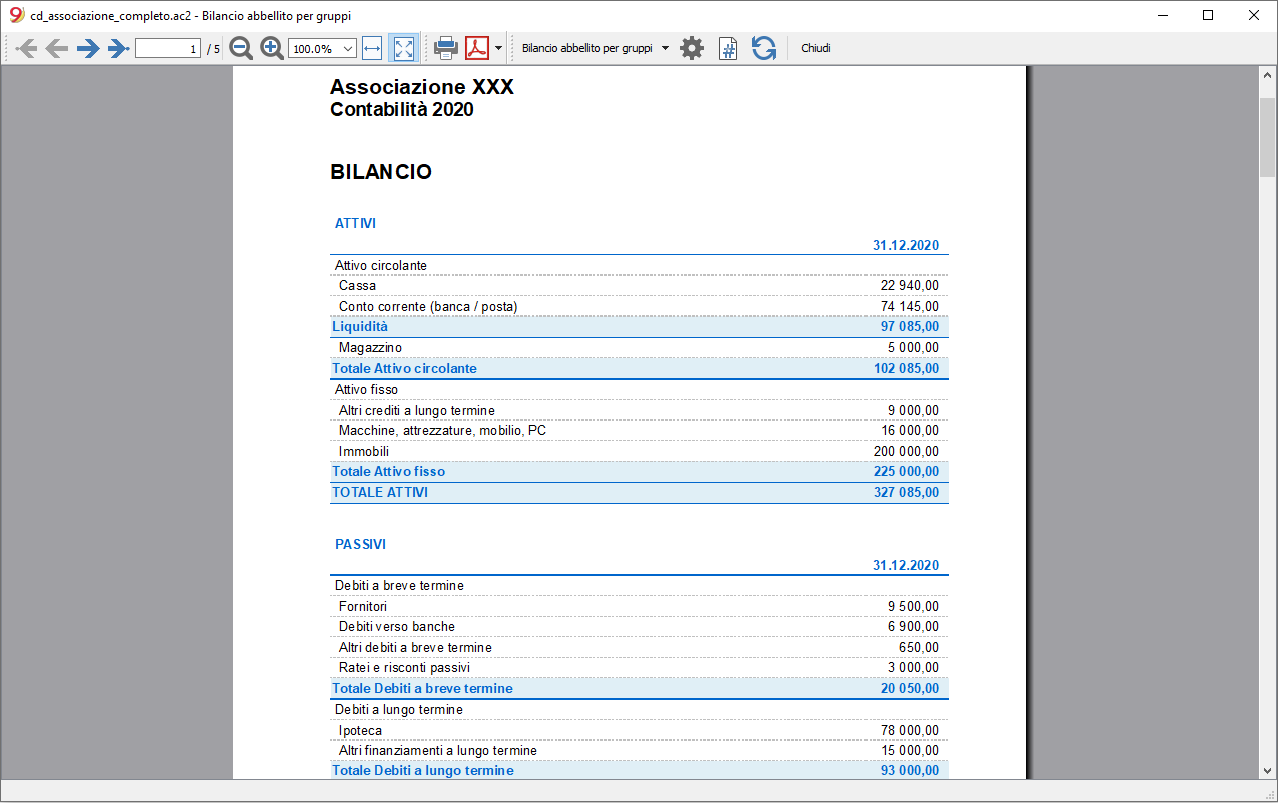 cd_associazione_completo.ac2 - Bilancio abbellito per gruppi
1 / 5 100.0% Bilancio abbellito per gruppi Chiudi
Associazione XXX
Contabilità 2020
BILANCIO
ATTIVI
31.12.2020
Attivo circolante
Cassa 22 940,00
Conto corrente (banca / posta) 74 145,00
Liquidità 97 085,00
Magazzino 5 000,00
Totale Attivo circolante 102 085,00
Attivo fisso
Altri crediti a lungo termine 9 000,00
Macchine, attrezzature, mobilio, PC 16 000,00
Immobili 200 000,00
Totale Attivo fisso 225 000,00
TOTALE ATTIVI 327 085,00
PASSIVI
31.12.2020
Debiti a breve termine
Fornitori 9 500,00
Debiti verso banche 6 900,00
Altri debiti a breve termine 650,00
Ratei e risconti passivi 3 000,00
Totale Debiti a breve termine 20 050,00
Debiti a lungo termine
Ipoteca 78 000,00
Altri finanziamenti a lungo termine 15 000,00
Totale Debiti a lungo termine 93 000,00